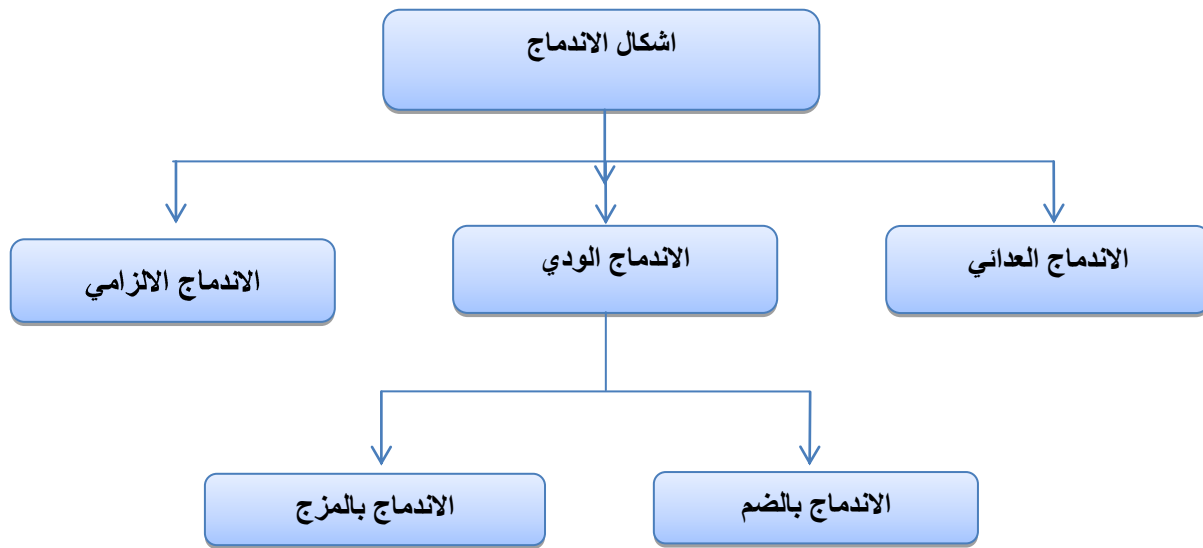 اشكال الاندماج
الاندماج العدائي
الاندماج الودي
الاندماج الالزامي
الاندماج بالضم
الاندماج بالمزج